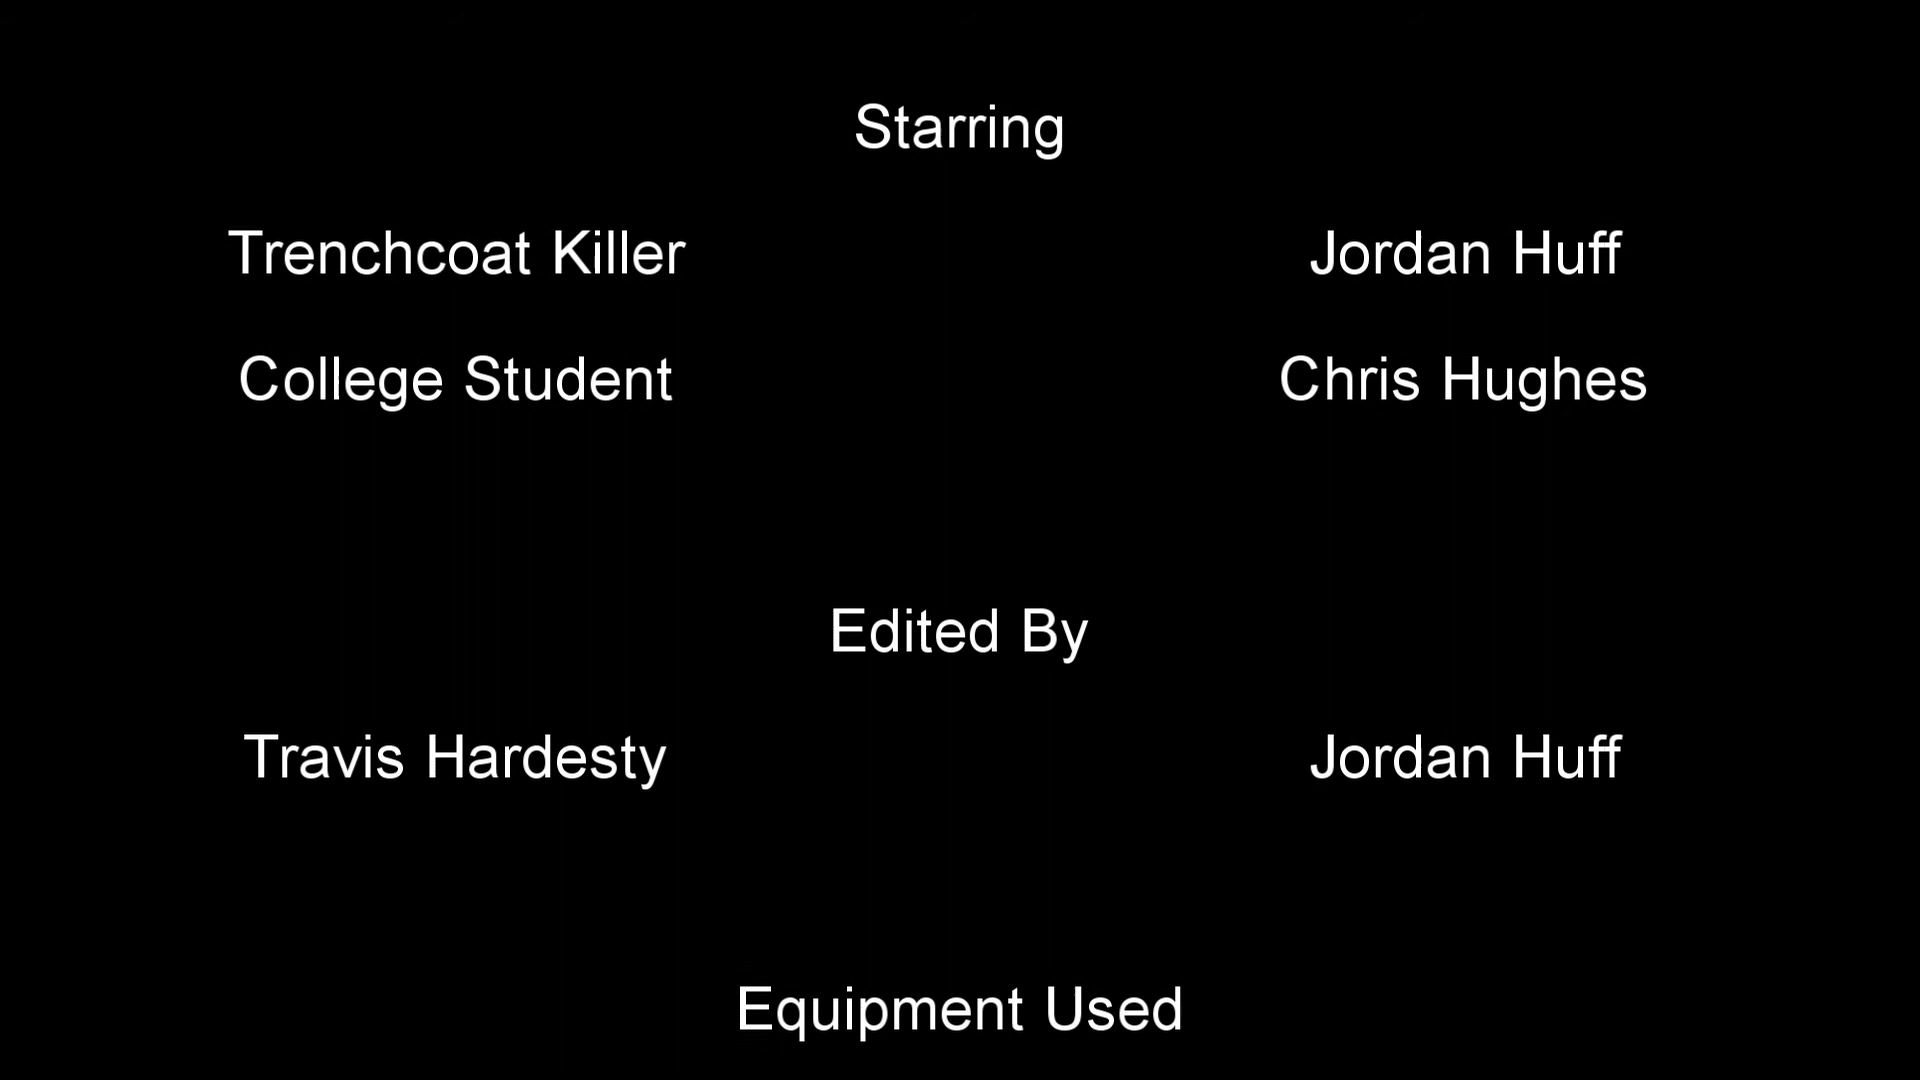 Starring
Trenchcoat Killer Jordan Huff
College Student Chris Hughes
Edited By
Travis Hardesty Jordan Huff
Equipment Used